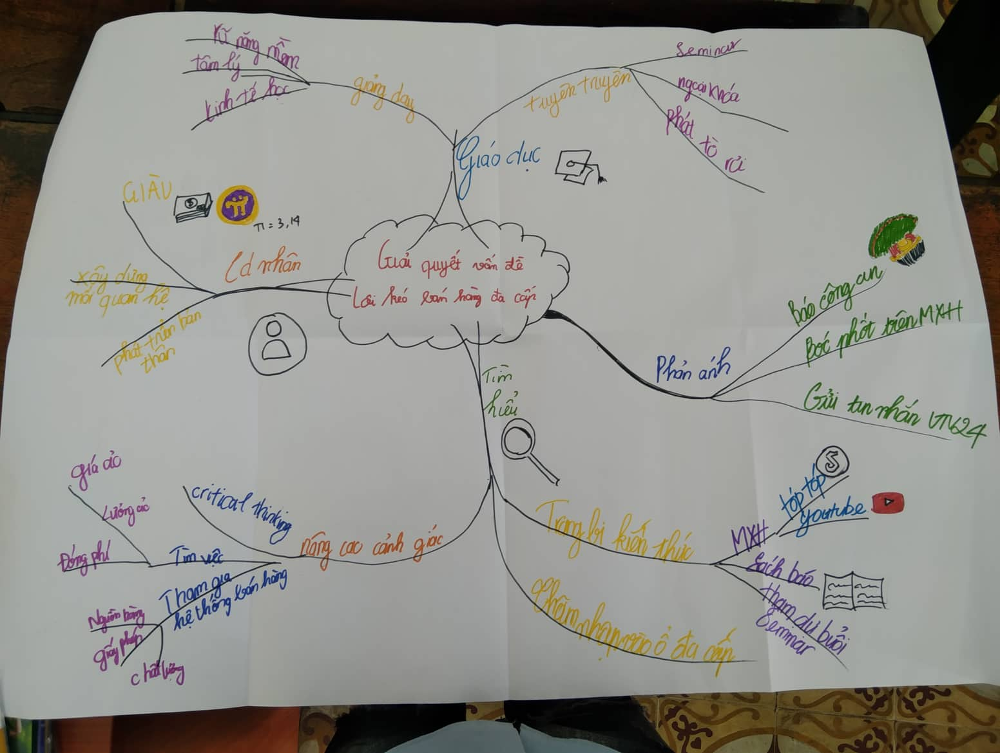 Giải quyết vấn đề
lôi kéo bán hàng đa cấp
Giáo dục
giảng dạy
kĩ năng mềm
tâm lý
kinh tế học
tuyên truyền
seminar
ngoại khóa
phát tờ rơi
Cá nhân
GIÀU
$
π
π = 3,14
xây dựng
mối quan hệ
phát triển bản
thân
Phản ánh
Báo công an
Bóc phốt trên MXH
Gửi tin nhắn VTV24
Tìm
hiểu
Trang bị kiến thức
MXH
tóp tóp
youtube
Sách báo
tham dự buổi
seminar
Thâm nhập vào ổ đa cấp
nâng cao cảnh giác
critical thinking
Tìm việc
giá ảo
Lương ảo
Đóng phí
Tham gia
hệ thống bán hàng
Nguồn hàng
giấy phép
chất lượng